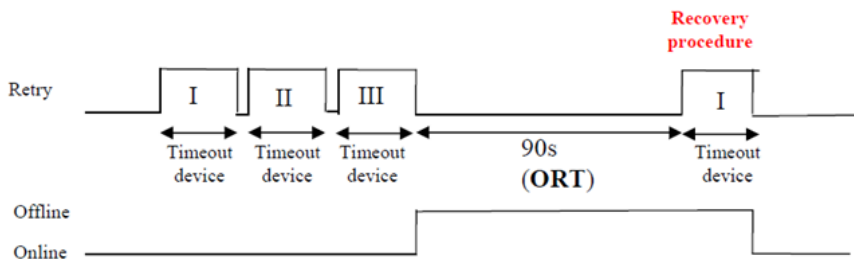 Recovery
procedure
Retry
I
II
III
I
Timeout
device
Timeout
device
Timeout
device
90s
(ORT)
Timeout
device
Offline
Online